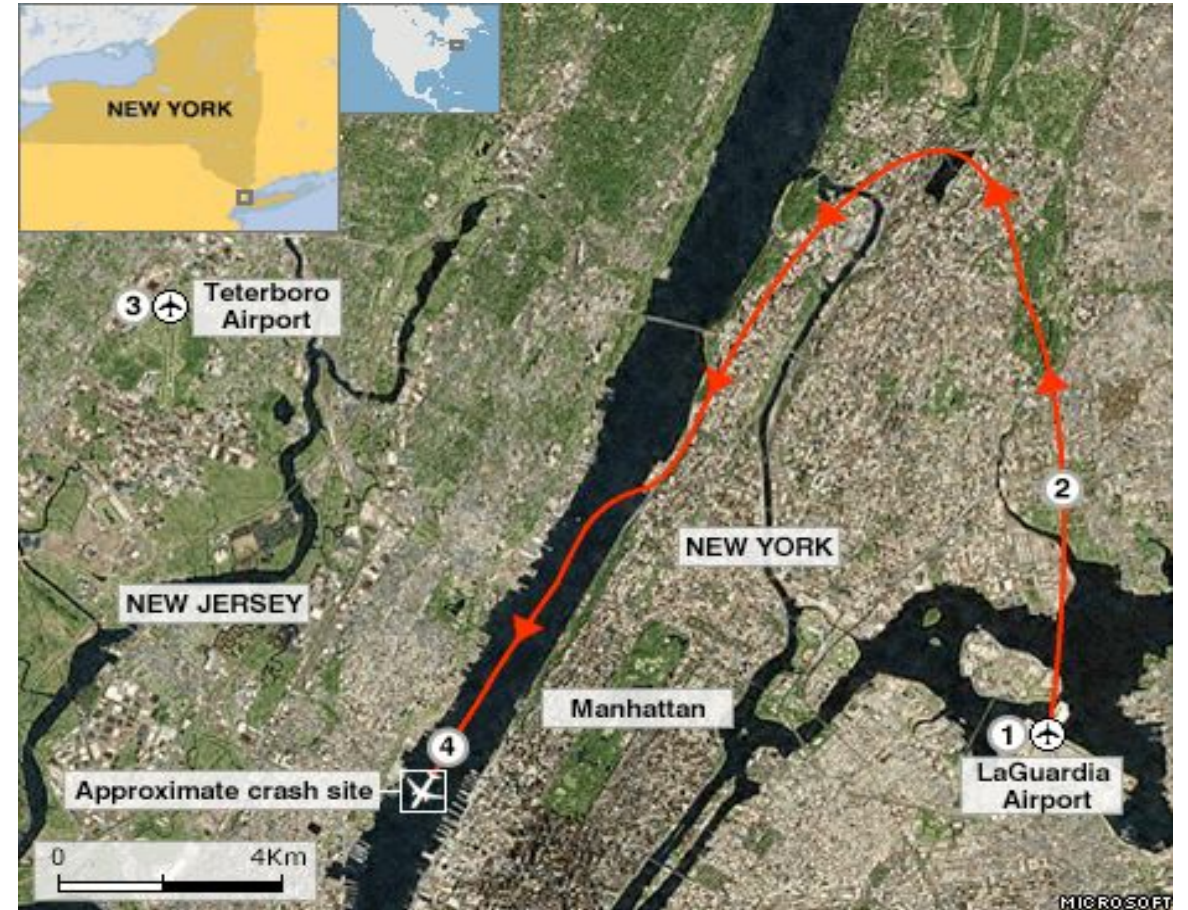 NEW YORK
3
Teterboro
Airport
2
NEW YORK
NEW JERSEY
Manhattan
4
1
LaGuardia
Airport
Approximate crash site
0 4Km
MICROSOFT